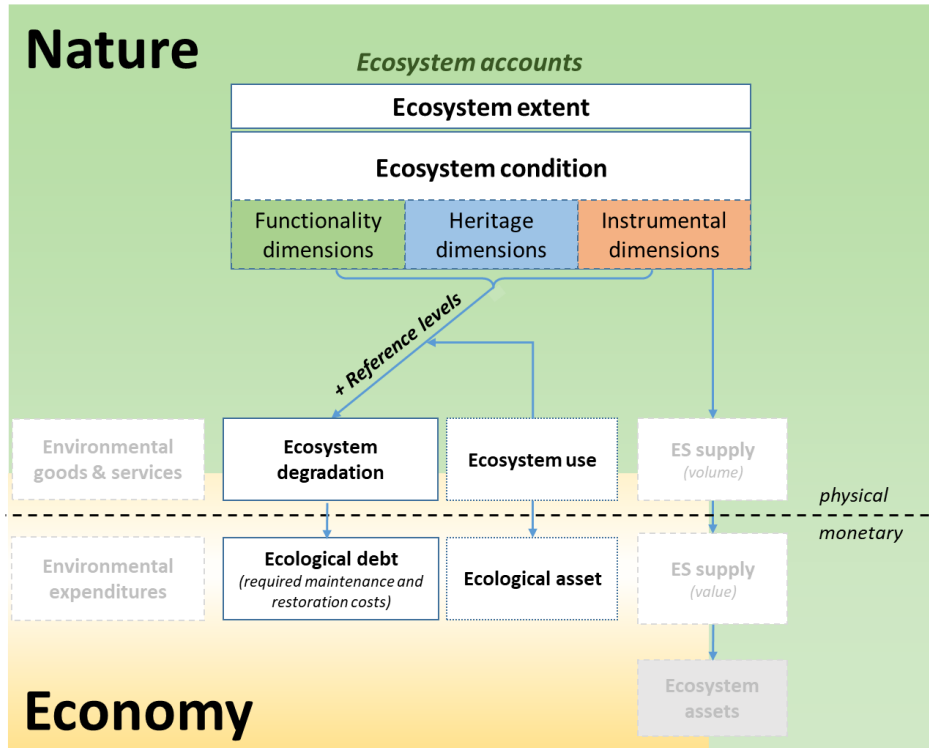 Nature
Ecosystem accounts
Ecosystem extent
Ecosystem condition
Functionality
dimensions
Heritage
dimensions
Instrumental
dimensions
+ Reference levels
Environmental
goods & services
Ecosystem
degradation
Ecosystem use
ES supply
(volume)
physical
monetary
Environmental
expenditures
Ecological debt
(required maintenance and
restoration costs)
Ecological asset
ES supply
(value)
Ecosystem
assets
Economy